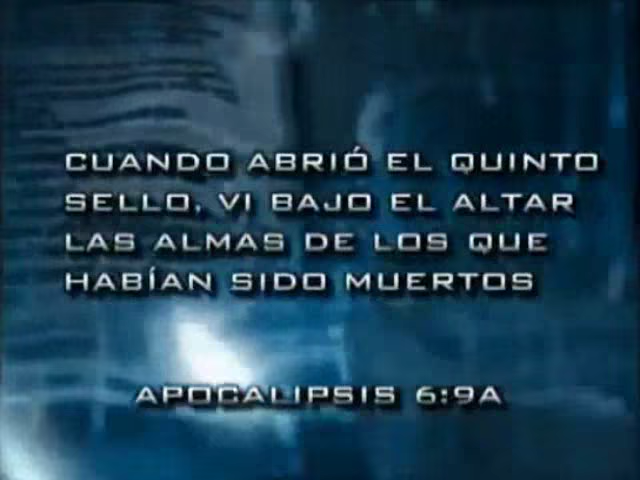 CUANDO ABRIÓ EL QUINTO
SELLO, VI BAJO EL ALTAR
LAS ALMAS DE LOS QUE
HABÍAN SIDO MUERTOS
APOCALIPSIS 6:9A